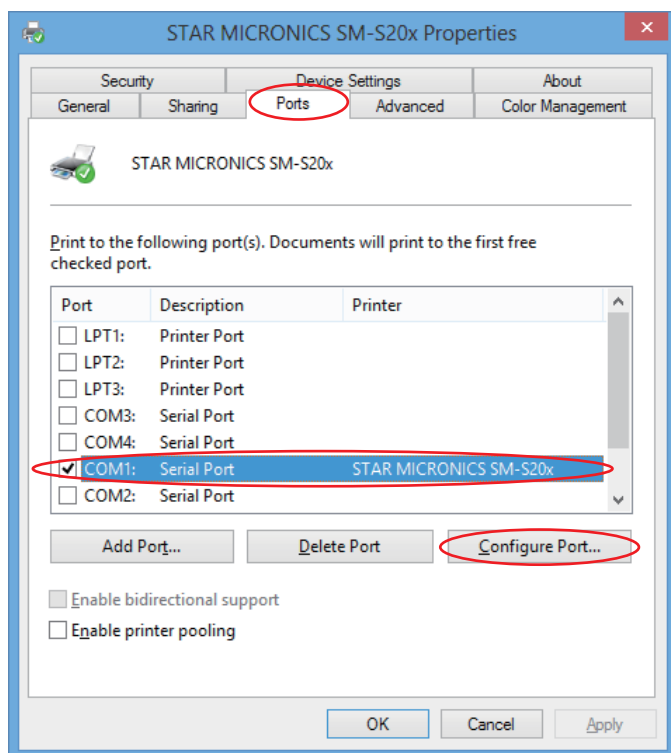 STAR MICRONICS SM-S20x Properties
Security Device Settings About
General Sharing Ports Advanced Color Management
STAR MICRONICS SM-S20x
Print to the following port(s). Documents will print to the first free
checked port.
Port Description Printer
LPT1: Printer Port
LPT2: Printer Port
LPT3: Printer Port
COM3: Serial Port
COM4: Serial Port
COM1: Serial Port STAR MICRONICS SM-S20x
COM2: Serial Port
Add Port... Delete Port Configure Port...
Enable bidirectional support
Enable printer pooling
OK Cancel Apply